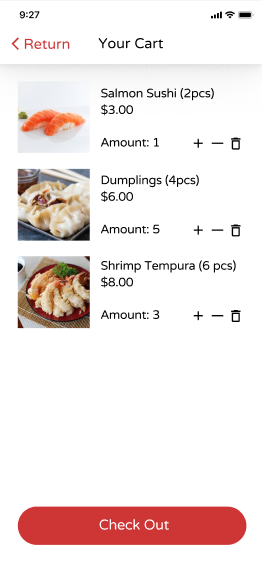 9:27
Return
Your Cart
Salmon Sushi (2pcs)
$3.00
Amount: 1
Dumplings (4pcs)
$6.00
Amount: 5
Shrimp Tempura (6 pcs)
$8.00
Amount: 3
Check Out